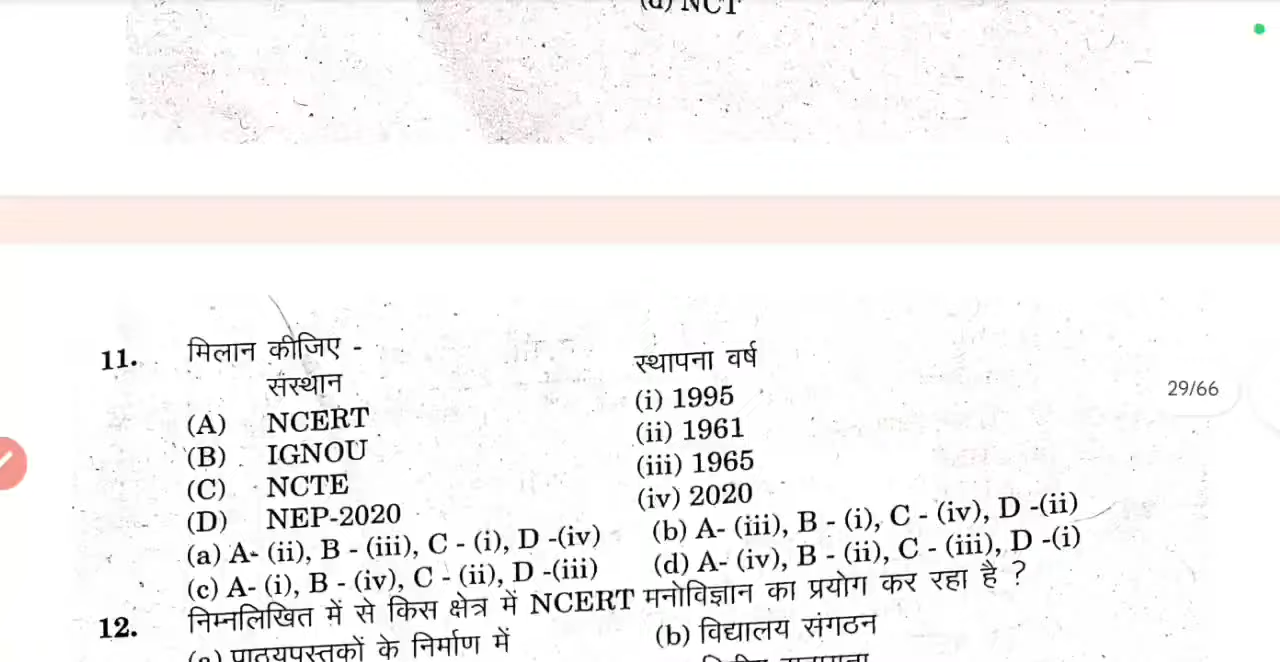 (d) NCT
29/66
11. मिलान कीजिए -
संस्थान स्थापना वर्ष
(A) NCERT (i) 1995
(B) IGNOU (ii) 1961
(C) NCTE (iii) 1965
(D) NEP-2020 (iv) 2020
(a) A- (ii), B - (iii), C - (i), D -(iv) (b) A- (iii), B - (i), C - (iv), D -(ii)
(c) A- (i), B - (iv), C - (ii), D -(iii) (d) A- (iv), B - (ii), C - (iii), D -(i)
12. निम्नलिखित में से किस क्षेत्र में NCERT मनोविज्ञान का प्रयोग कर रहा है ?
(a) पाठ्यपुस्तकों के निर्माण में (b) विद्यालय संगठन